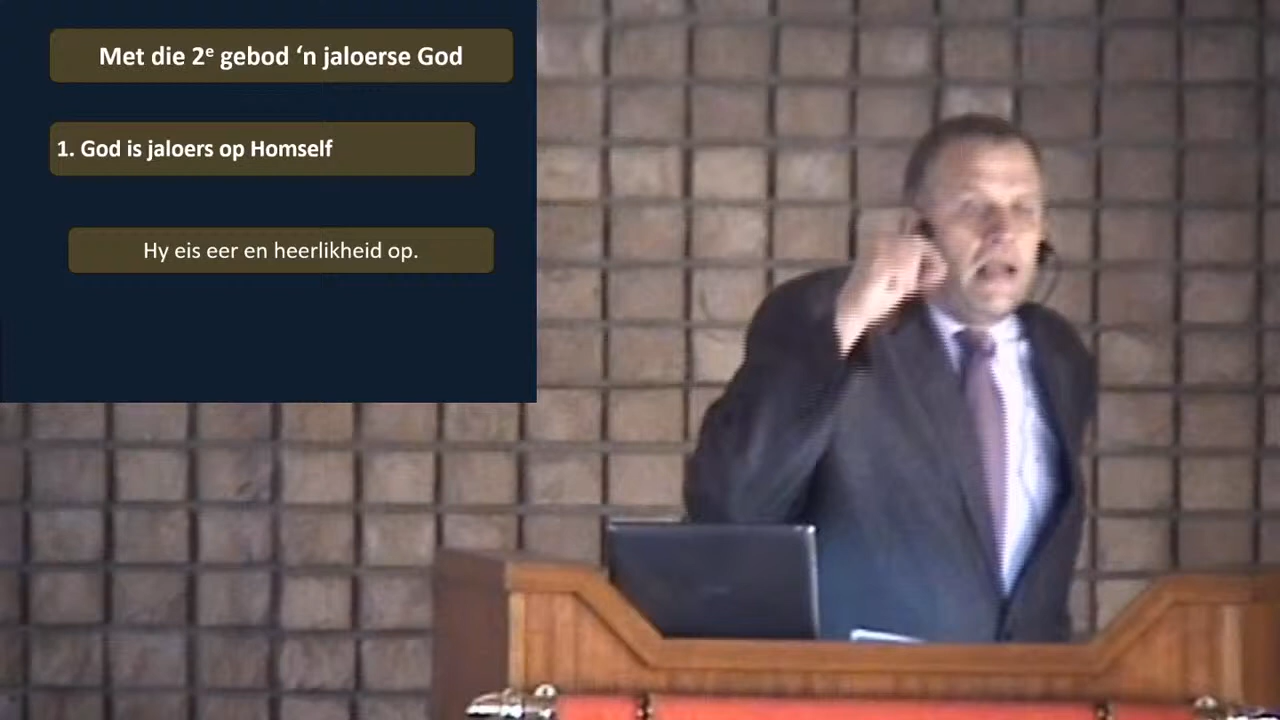 Met die 2ᵉ gebod ‘n jaloerse God
1. God is jaloers op Homself
Hy eis eer en heerlikheid op.